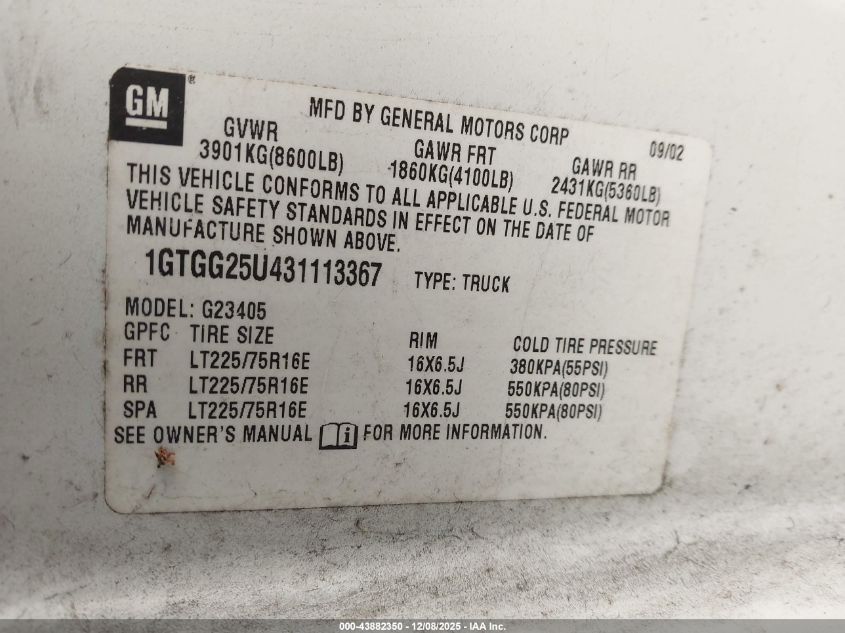 GM ®
MFD BY GENERAL MOTORS CORP 09/02
GVWR GAWR FRT GAWR RR
3901KG(8600LB) 1860KG(4100LB) 2431KG(5360LB)
THIS VEHICLE CONFORMS TO ALL APPLICABLE U.S. FEDERAL MOTOR
VEHICLE SAFETY STANDARDS IN EFFECT ON THE DATE OF
MANUFACTURE SHOWN ABOVE.
1GTGG25U431113367 TYPE: TRUCK
MODEL: G23405
GPFC TIRE SIZE RIM COLD TIRE PRESSURE
FRT LT225/75R16E 16X6.5J 380KPA(55PSI)
RR LT225/75R16E 16X6.5J 550KPA(80PSI)
SPA LT225/75R16E 16X6.5J 550KPA(80PSI)
SEE OWNER'S MANUAL i FOR MORE INFORMATION.
000-43882350 - 12/08/2025 - IAA Inc.